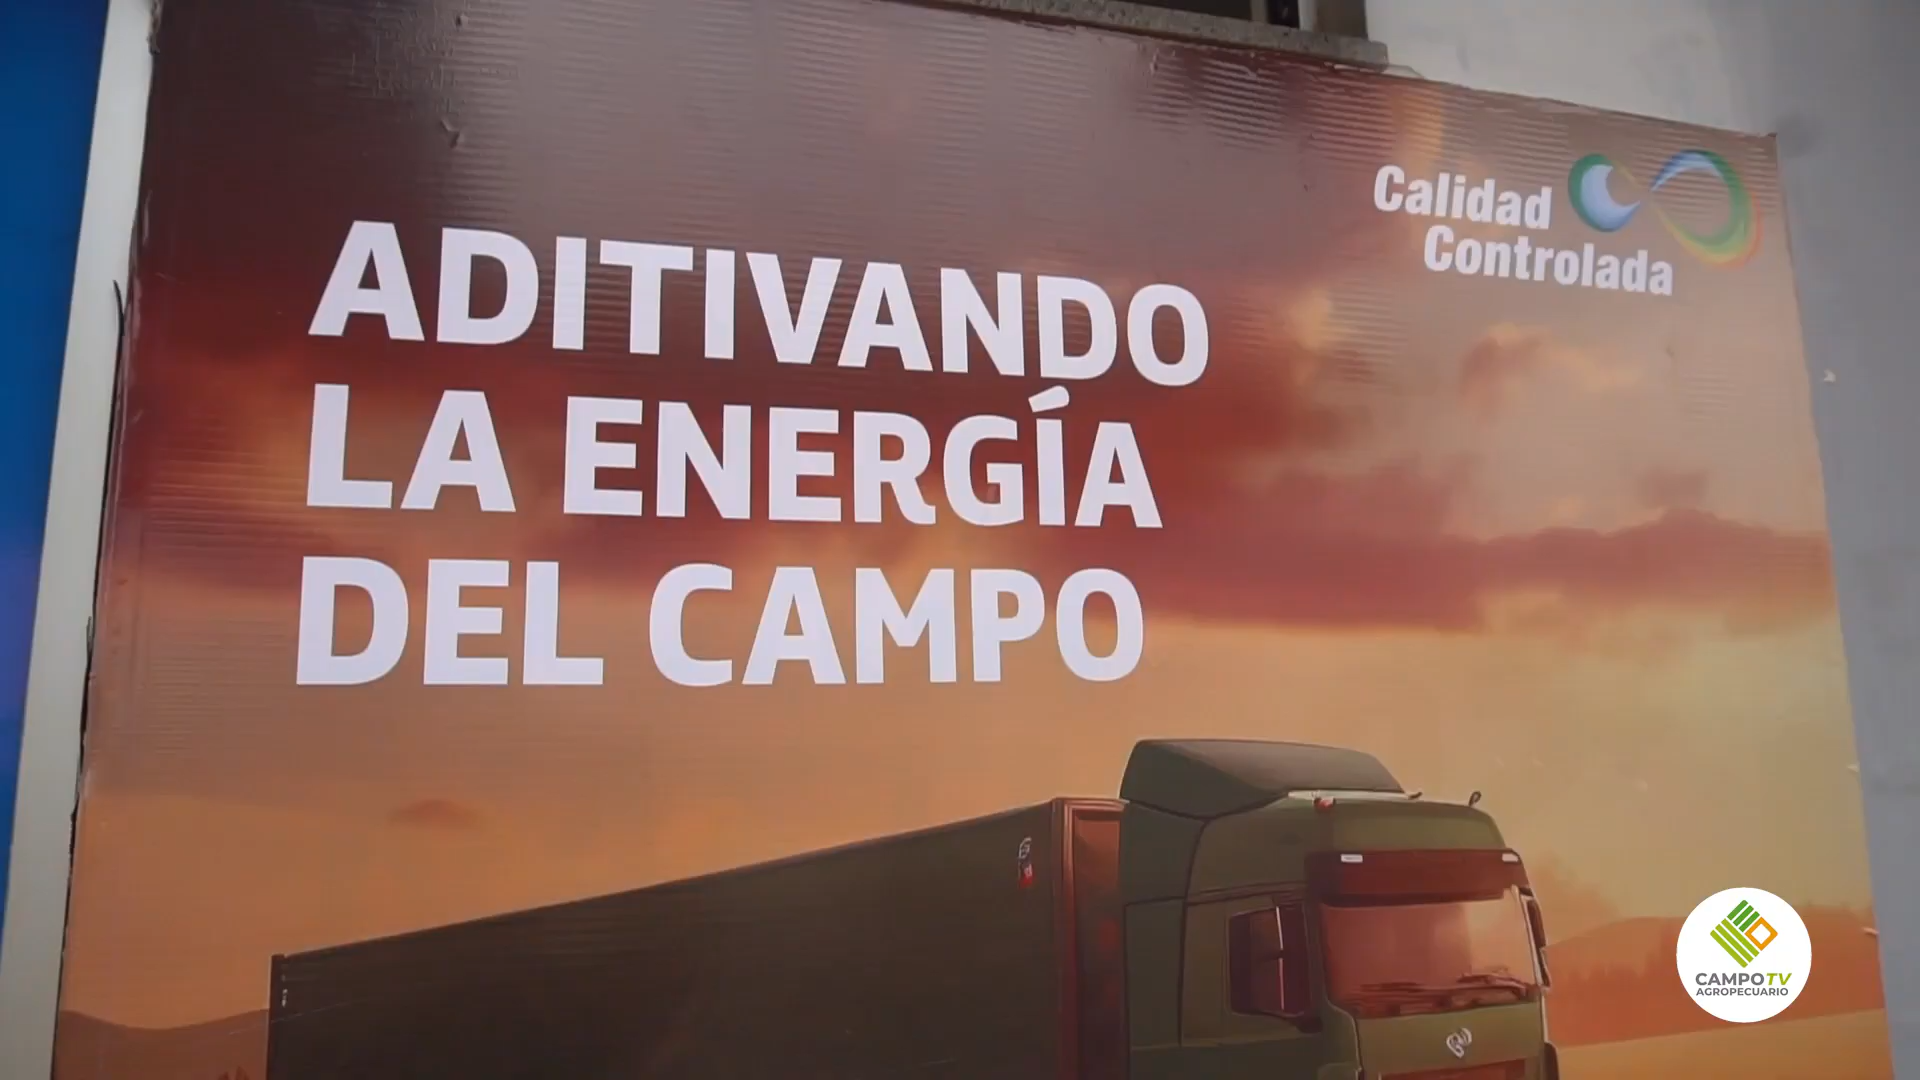 Calidad
Controlada
ADITIVANDO
LA ENERGÍA
DEL CAMPO
CAMPO TV
AGROPECUARIO